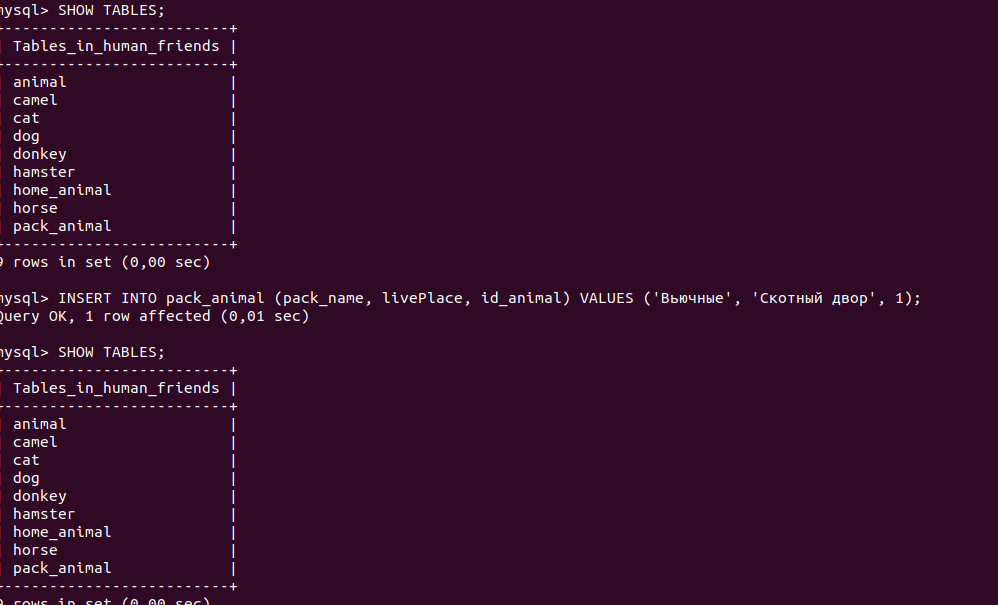 mysql> SHOW TABLES;
+--------------------------+
| Tables_in_human_friends |
+--------------------------+
| animal |
| camel |
| cat |
| dog |
| donkey |
| hamster |
| home_animal |
| horse |
| pack_animal |
+--------------------------+
9 rows in set (0,00 sec)
mysql> INSERT INTO pack_animal (pack_name, livePlace, id_animal) VALUES ('Вьючные', 'Скотный двор', 1);
Query OK, 1 row affected (0,01 sec)
mysql> SHOW TABLES;
+--------------------------+
| Tables_in_human_friends |
+--------------------------+
| animal |
| camel |
| cat |
| dog |
| donkey |
| hamster |
| home_animal |
| horse |
| pack_animal |
+--------------------------+
9 rows in set (0,00 sec)